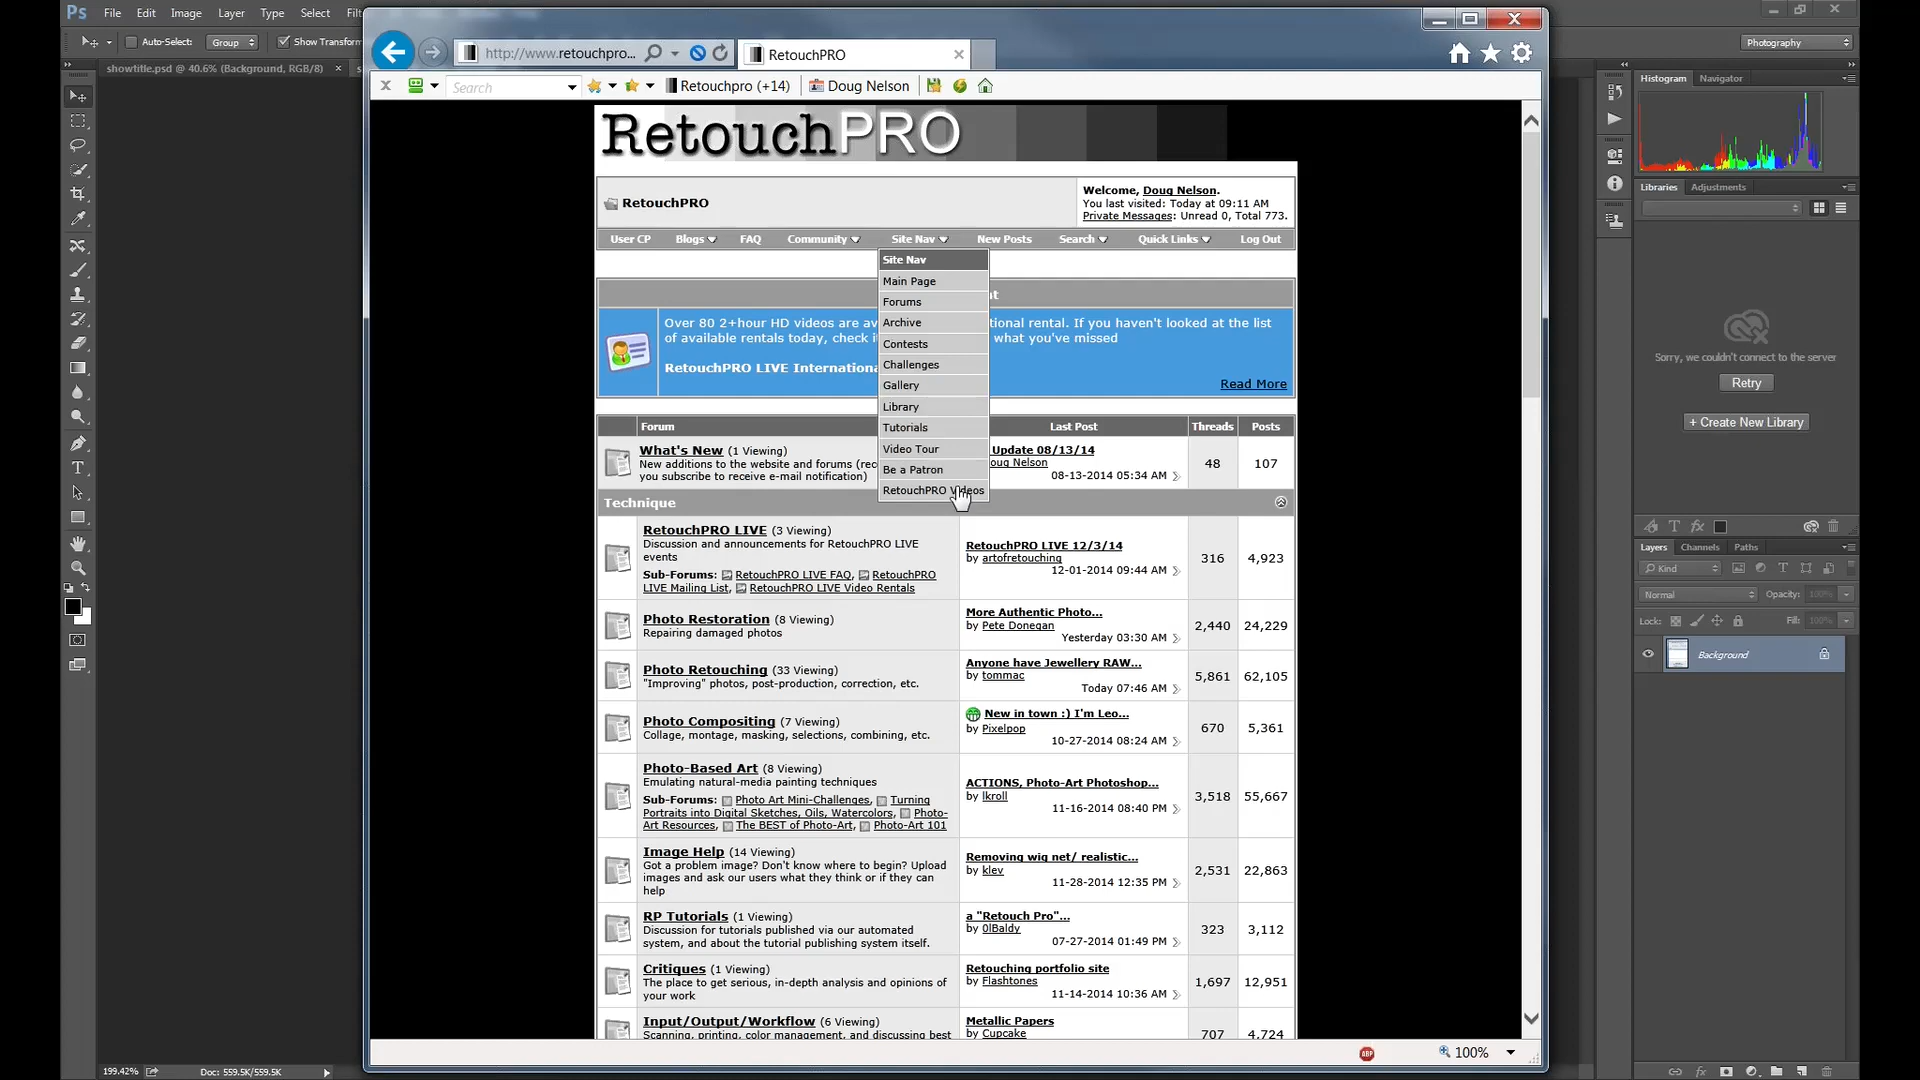 Ps File Edit Image Layer Type Select Filt
Auto-Select: Group Show Transform
Photography
showtitle.psd @ 40.6% (Background, RGB/8)
http://www.retouchpro...
RetouchPRO
Search
Retouchpro (+14)
Doug Nelson
RetouchPRO
RetouchPRO
Welcome, Doug Nelson.
You last visited: Today at 09:11 AM
Private Messages: Unread 0, Total 773.
User CP Blogs FAQ Community Site Nav New Posts Search Quick Links Log Out
Site Nav
Main Page
Forums
Archive
Contests
Challenges
Gallery
Library
Tutorials
Video Tour
Be a Patron
RetouchPRO Videos
Over 80 2+hour HD videos are av tional rental. If you haven't looked at the list
of available rentals today, check i what you've missed
RetouchPRO LIVE Internationa
Read More
Forum Last Post Threads Posts
What's New (1 Viewing)
New additions to the website and forums (rec
you subscribe to receive e-mail notification)
Update 08/13/14
oug Nelson
08-13-2014 05:34 AM
48 107
Technique
RetouchPRO LIVE (3 Viewing)
Discussion and announcements for RetouchPRO LIVE
events
Sub-Forums: RetouchPRO LIVE FAQ, RetouchPRO
LIVE Mailing List, RetouchPRO LIVE Video Rentals
RetouchPRO LIVE 12/3/14
by artofretouching
12-01-2014 09:44 AM
316 4,923
Photo Restoration (8 Viewing)
Repairing damaged photos
More Authentic Photo...
by Pete Donegan
Yesterday 03:30 AM
2,440 24,229
Photo Retouching (33 Viewing)
"Improving" photos, post-production, correction, etc.
Anyone have Jewellery RAW...
by tommac
Today 07:46 AM
5,861 62,105
Photo Compositing (7 Viewing)
Collage, montage, masking, selections, combining, etc.
New in town :) I'm Leo...
by Pixelpop
10-27-2014 08:24 AM
670 5,361
Photo-Based Art (8 Viewing)
Emulating natural-media painting techniques
Sub-Forums: Photo Art Mini-Challenges, Turning
Portraits into Digital Sketches, Oils, Watercolors, Photo-
Art Resources, The BEST of Photo-Art, Photo-Art 101
ACTIONS, Photo-Art Photoshop...
by lkroll
11-16-2014 08:40 PM
3,518 55,667
Image Help (14 Viewing)
Got a problem image? Don't know where to begin? Upload
images and ask our users what they think or if they can
help
Removing wig net/ realistic...
by klev
11-28-2014 12:35 PM
2,531 22,863
RP Tutorials (1 Viewing)
Discussion for tutorials published via our automated
system, and about the tutorial publishing system itself.
a "Retouch Pro"...
by 0lBaldy
07-27-2014 01:49 PM
323 3,112
Critiques (1 Viewing)
The place to get serious, in-depth analysis and opinions of
your work
Retouching portfolio site
by Flashtones
11-14-2014 10:36 AM
1,697 12,951
Input/Output/Workflow (6 Viewing)
Scanning, printing, color management, and discussing best
Metallic Papers
by Cupcake
707 4,724
100%
199.42% Doc: 559.5K/559.5K
Histogram Navigator
Libraries Adjustments
Sorry, we couldn't connect to the server
Retry
+ Create New Library
Layers Channels Paths
Kind
Normal Opacity: 100%
Lock: Fill: 100%
Background